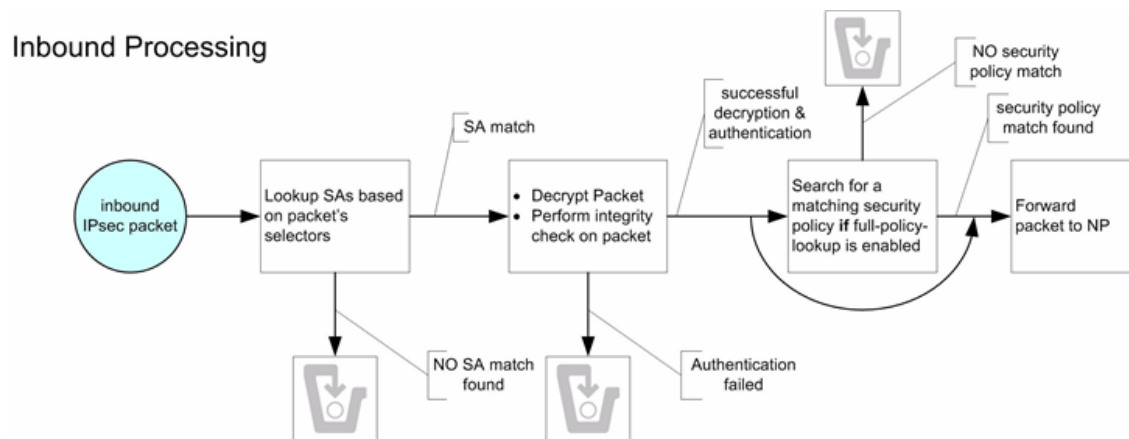 Inbound Processing
NO security
policy match
successful
decryption &
authentication
security policy
match found
SA match
inbound
IPsec packet
Lookup SAs based
on packet's
selectors
• Decrypt Packet
• Perform integrity
check on packet
Search for a
matching security
policy if full-policy-
lookup is enabled
Forward
packet to NP
NO SA match
found
Authentication
failed